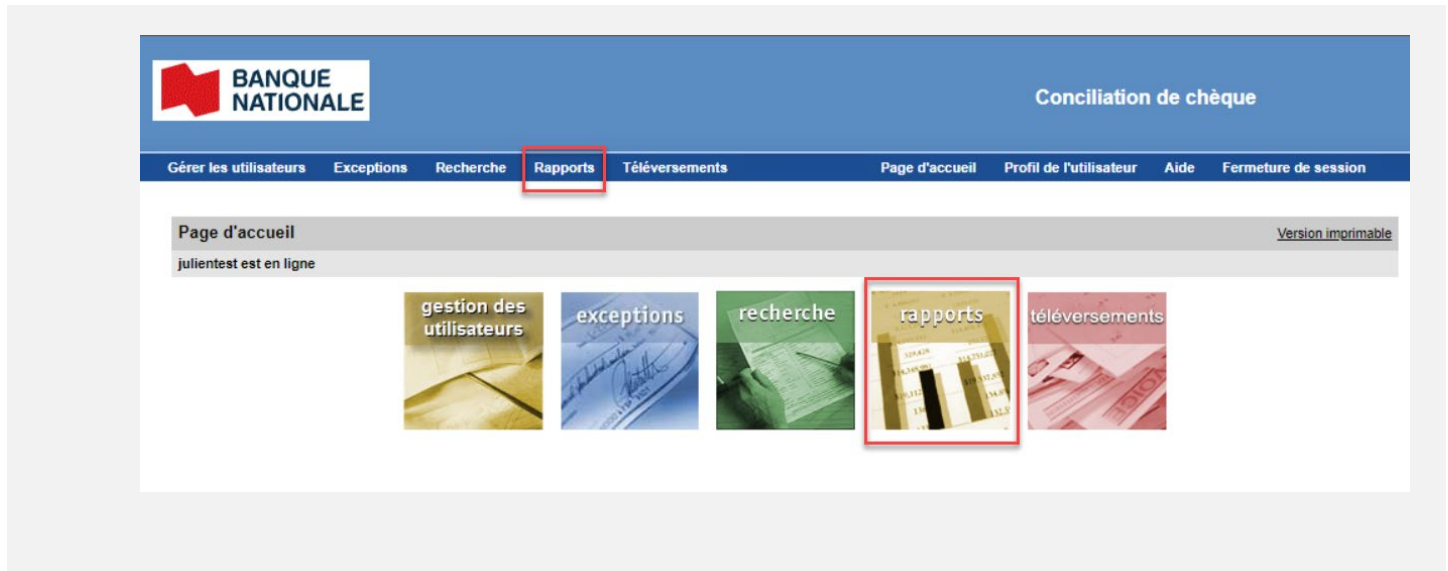 BANQUE
NATIONALE
Conciliation de chèque
Gérer les utilisateurs Exceptions Recherche Rapports Téléversements Page d'accueil Profil de l'utilisateur Aide Fermeture de session
Page d'accueil Version imprimable
julientest est en ligne
gestion des
utilisateurs
exceptions
recherche
rapports
téléversements